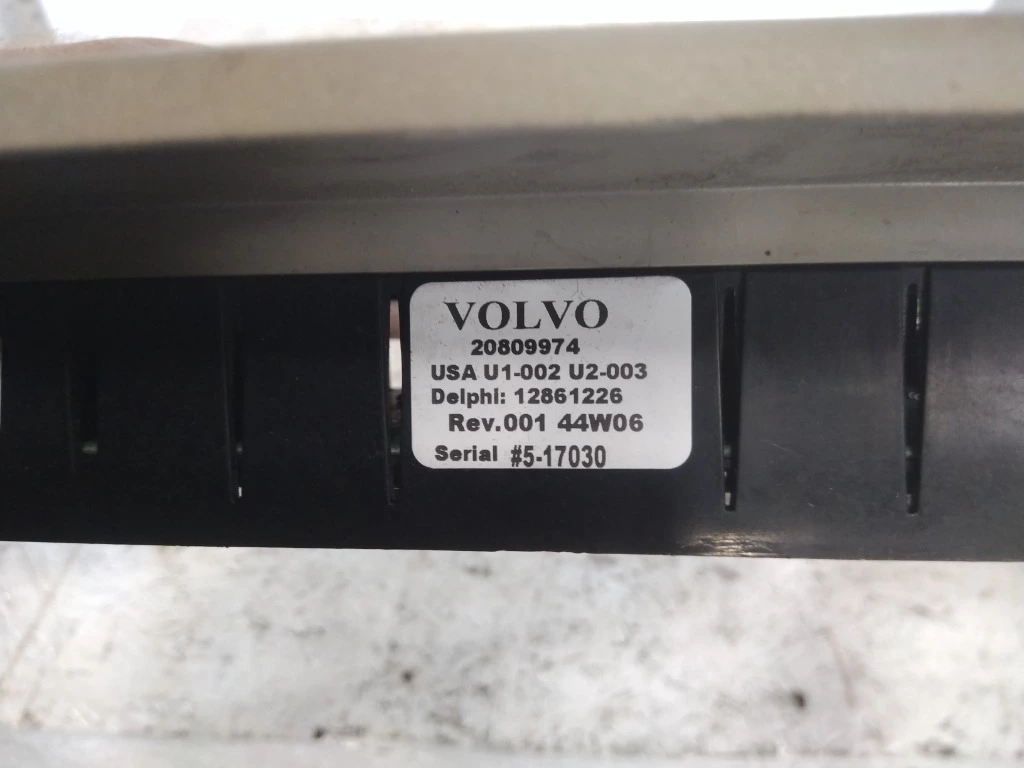 VOLVO
20809974
USA U1-002 U2-003
Delphi: 12861226
Rev.001 44W06
Serial #5-17030